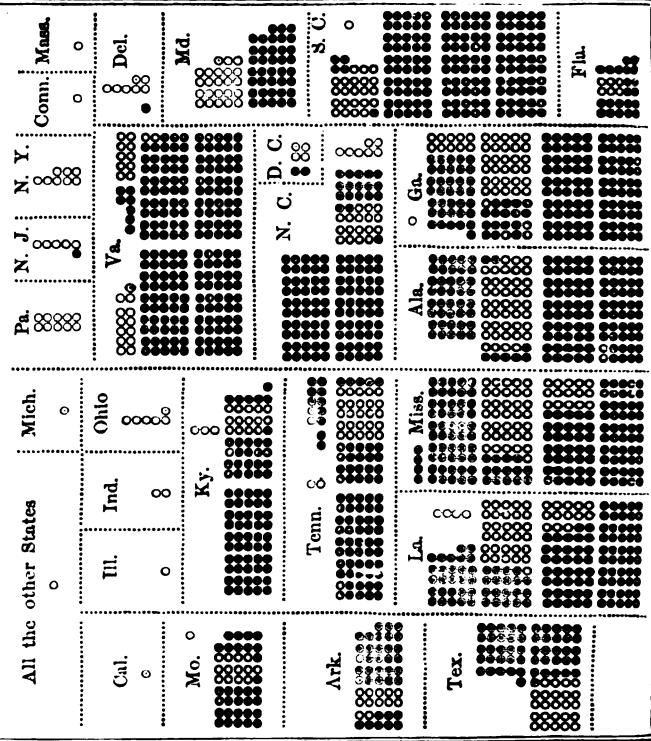 All the other States
Mich.
Pa.
N. J.
N. Y.
Conn.
Mass.
Cal.
Ill.
Ind.
Ohio
Va.
Del.
Md.
Mo.
Ky.
N. C.
D. C.
S. C.
Ark.
Tenn.
Tex.
La.
Miss.
Ala.
Ga.
Fla.